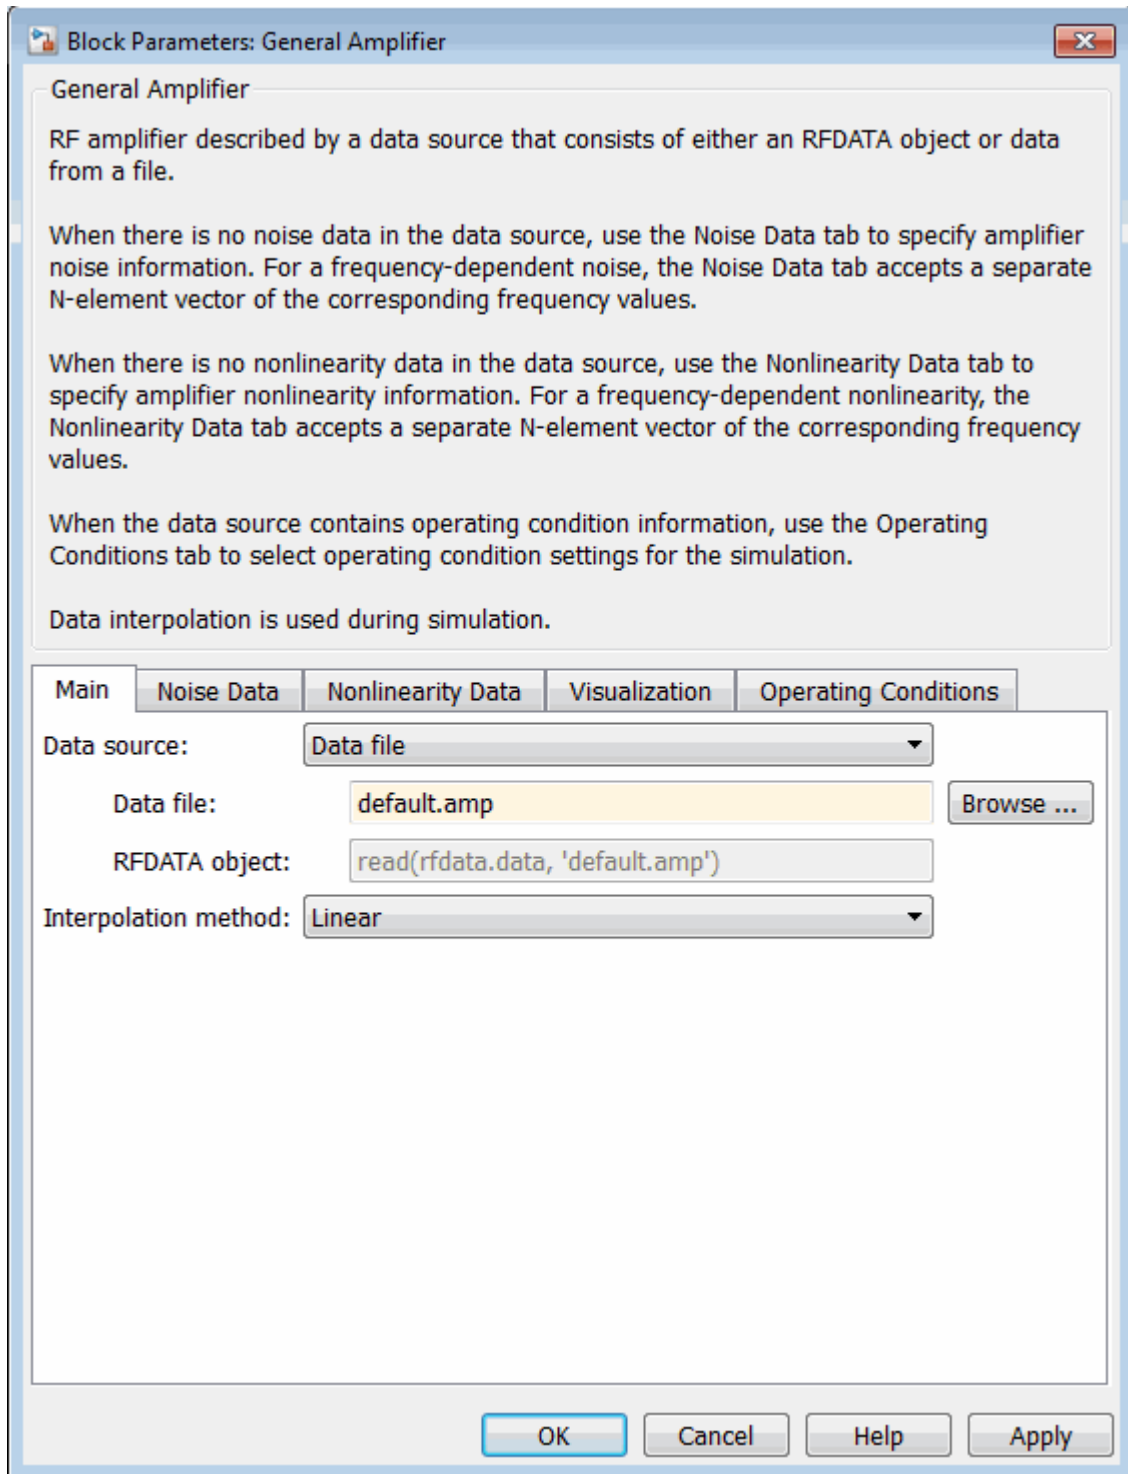 Block Parameters: General Amplifier
General Amplifier
RF amplifier described by a data source that consists of either an RFDATA object or data
from a file.
When there is no noise data in the data source, use the Noise Data tab to specify amplifier
noise information. For a frequency-dependent noise, the Noise Data tab accepts a separate
N-element vector of the corresponding frequency values.
When there is no nonlinearity data in the data source, use the Nonlinearity Data tab to
specify amplifier nonlinearity information. For a frequency-dependent nonlinearity, the
Nonlinearity Data tab accepts a separate N-element vector of the corresponding frequency
values.
When the data source contains operating condition information, use the Operating
Conditions tab to select operating condition settings for the simulation.
Data interpolation is used during simulation.
Main Noise Data Nonlinearity Data Visualization Operating Conditions
Data source: Data file
Data file: default.amp Browse ...
RFDATA object: read(rfdata.data, 'default.amp')
Interpolation method: Linear
OK Cancel Help Apply